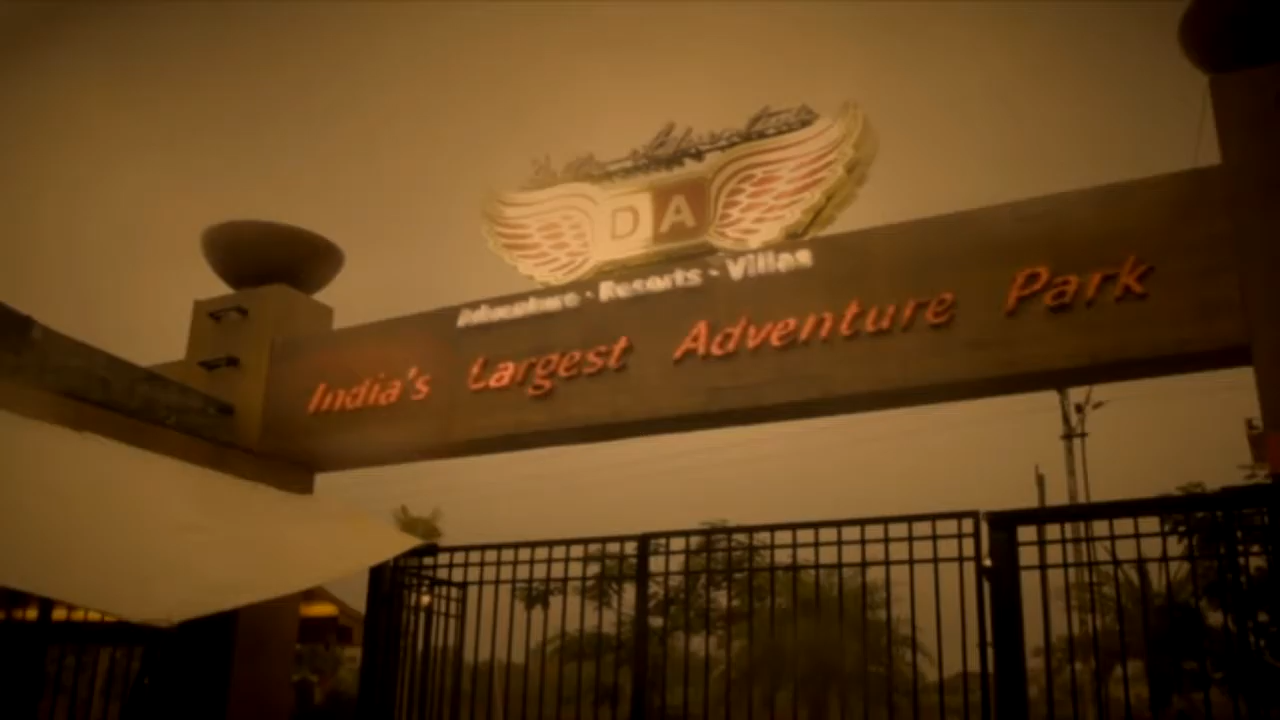 DA
Adventure · Resorts · Villas
India's Largest Adventure Park